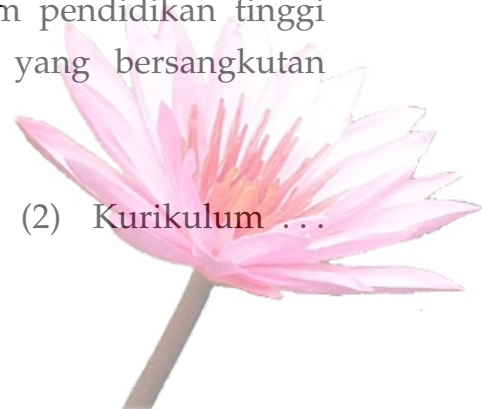 pendidikan tinggi
yang bersangkutan
(2) Kurikulum . . .